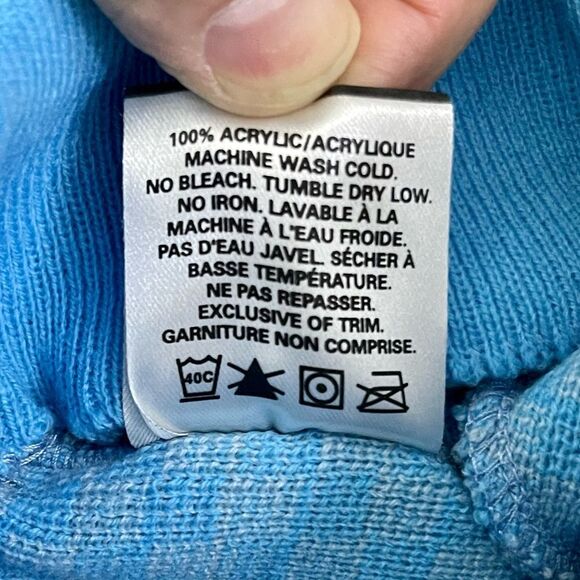 100% ACRYLIC/ACRYLIQUE
MACHINE WASH COLD.
NO BLEACH. TUMBLE DRY LOW.
NO IRON. LAVABLE À LA
MACHINE À L'EAU FROIDE.
PAS D'EAU JAVEL. SÉCHER À
BASSE TEMPÉRATURE.
NE PAS REPASSER.
EXCLUSIVE OF TRIM.
GARNITURE NON COMPRISE.
40C